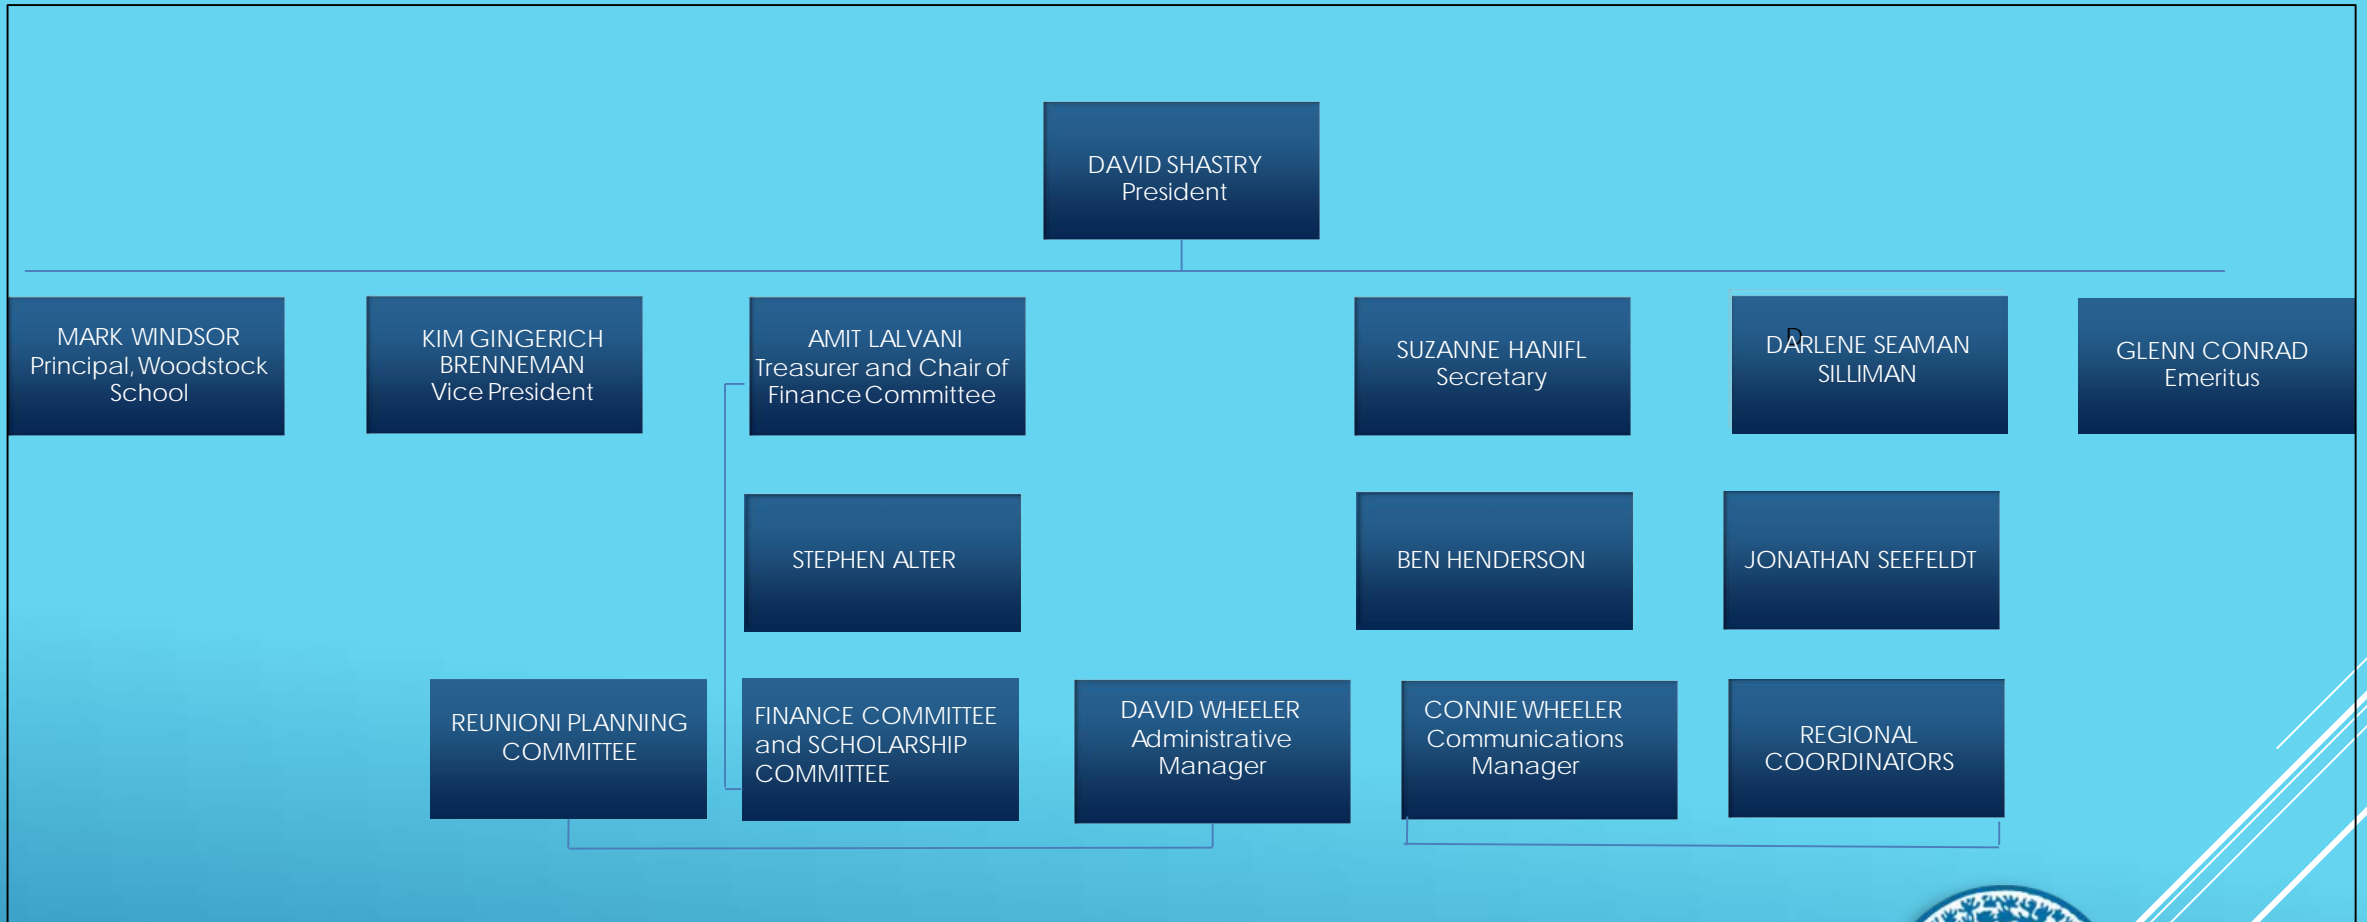 DAVID SHASTRY
President
MARK WINDSOR
Principal, Woodstock
School
KIM GINGERICH
BRENNEMAN
Vice President
AMIT LALVANI
Treasurer and Chair of
Finance Committee
SUZANNE HANIFL
Secretary
D
DARLENE SEAMAN
SILLIMAN
GLENN CONRAD
Emeritus
STEPHEN ALTER
BEN HENDERSON
JONATHAN SEEFELDT
REUNIONI PLANNING
COMMITTEE
FINANCE COMMITTEE
and SCHOLARSHIP
COMMITTEE
DAVID WHEELER
Administrative
Manager
CONNIE WHEELER
Communications
Manager
REGIONAL
COORDINATORS